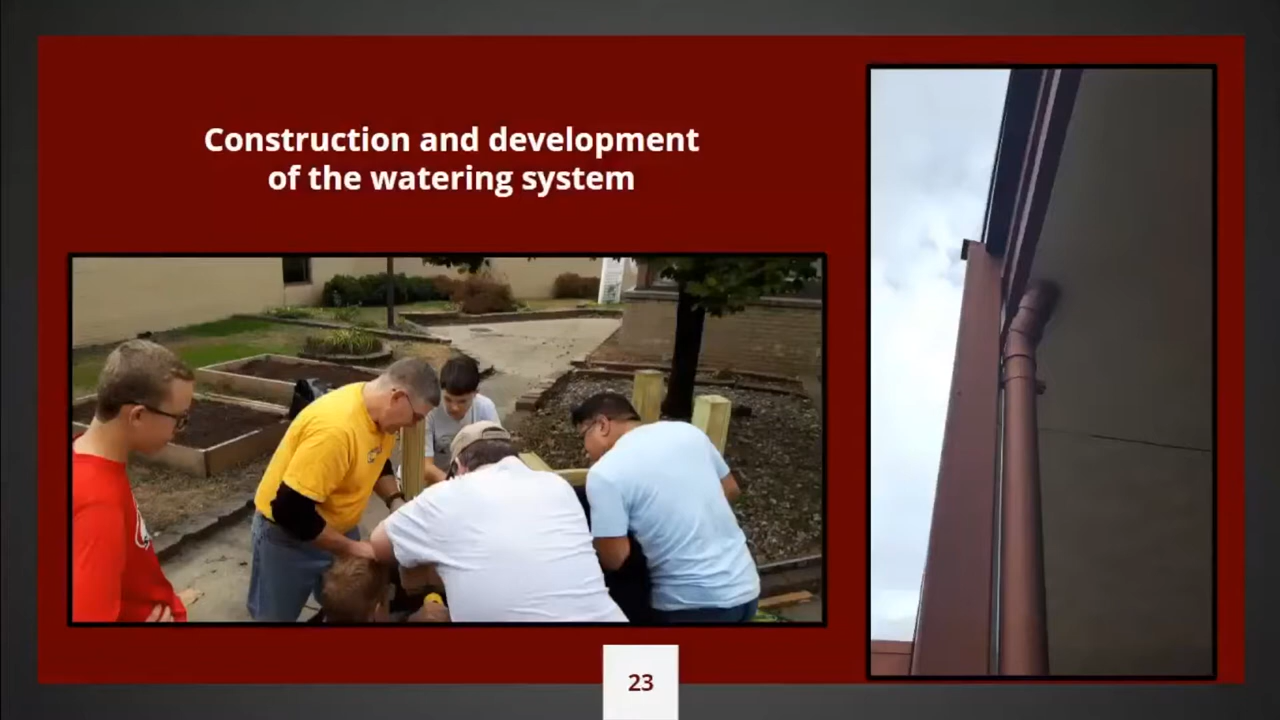 Construction and development
of the watering system
23